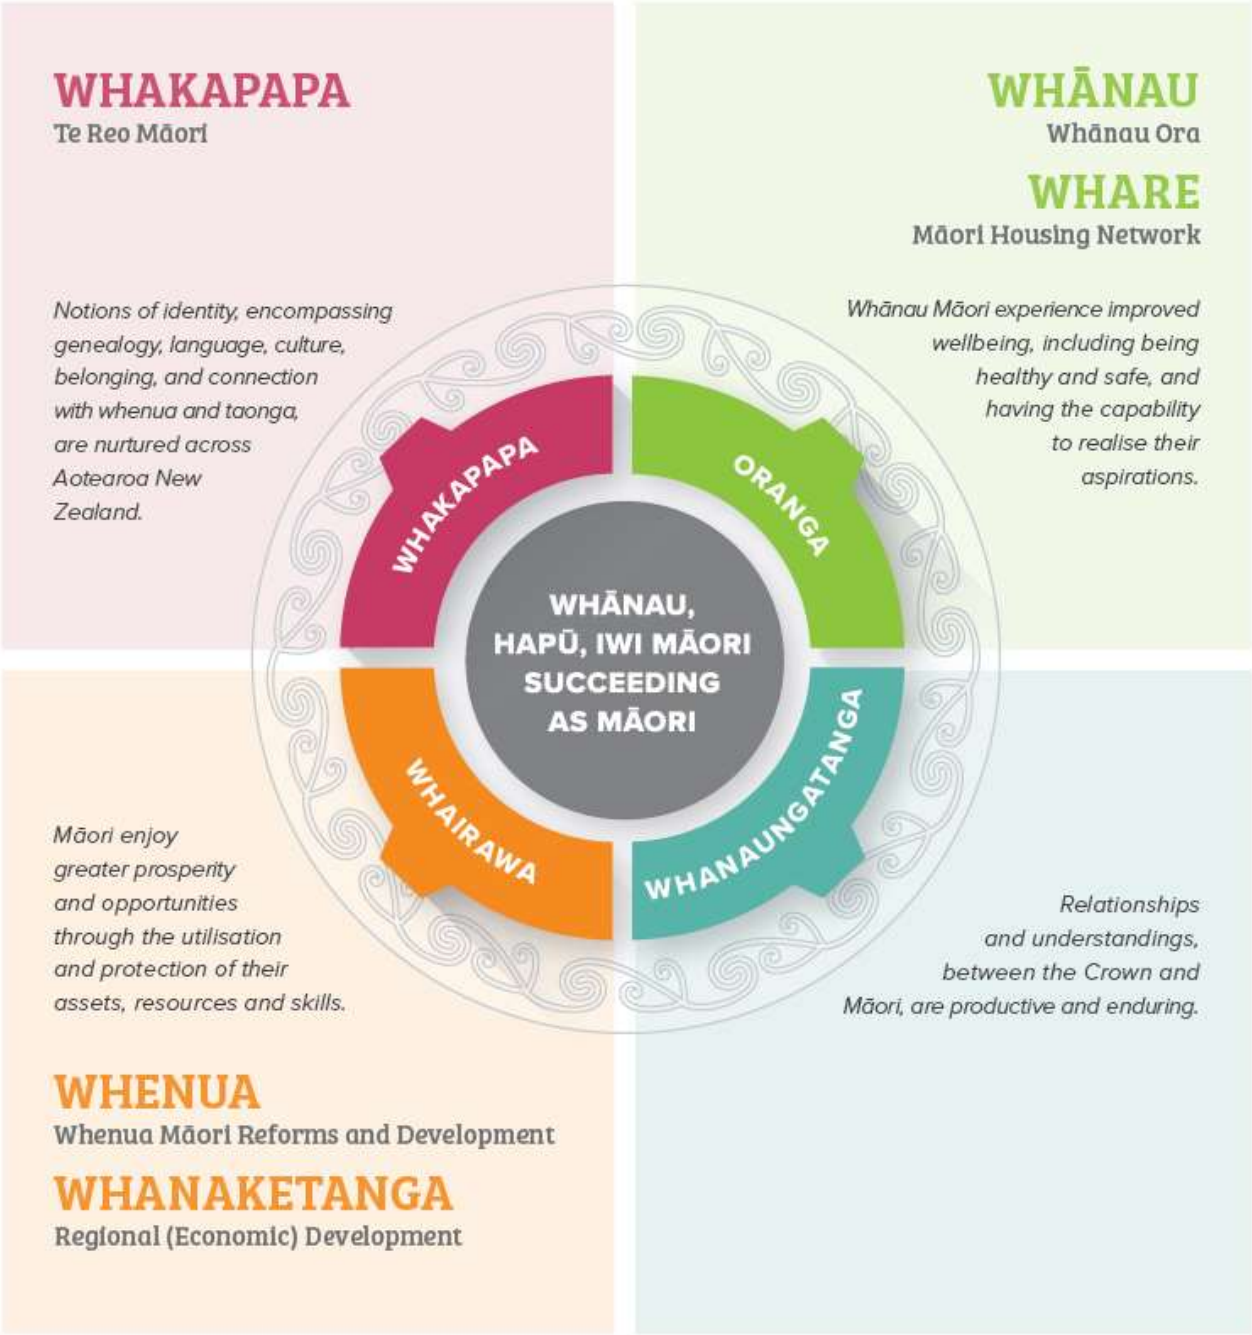 WHAKAPAPA
Te Reo Māori
Notions of identity, encompassing
genealogy, language, culture,
belonging, and connection
with whenua and taonga,
are nurtured across
Aotearoa New
Zealand.
WHĀNAU
Whānau Ora
WHARE
Māori Housing Network
Whānau Māori experience improved
wellbeing, including being
healthy and safe, and
having the capability
to realise their
aspirations.
WHAKAPAPA
ORANGA
WHĀNAU,
HAPŪ, IWI MĀORI
SUCCEEDING
AS MĀORI
WHAIRAWA
WHANAUNGATANGA
Māori enjoy
greater prosperity
and opportunities
through the utilisation
and protection of their
assets, resources and skills.
WHENUA
Whenua Māori Reforms and Development
WHANAKETANGA
Regional (Economic) Development
Relationships
and understandings,
between the Crown and
Māori, are productive and enduring.